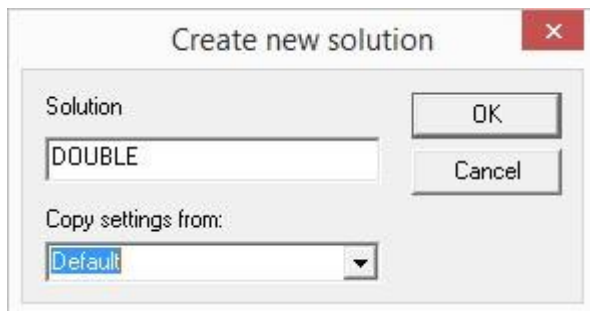 Create new solution
Solution
DOUBLE
OK
Cancel
Copy settings from:
Default